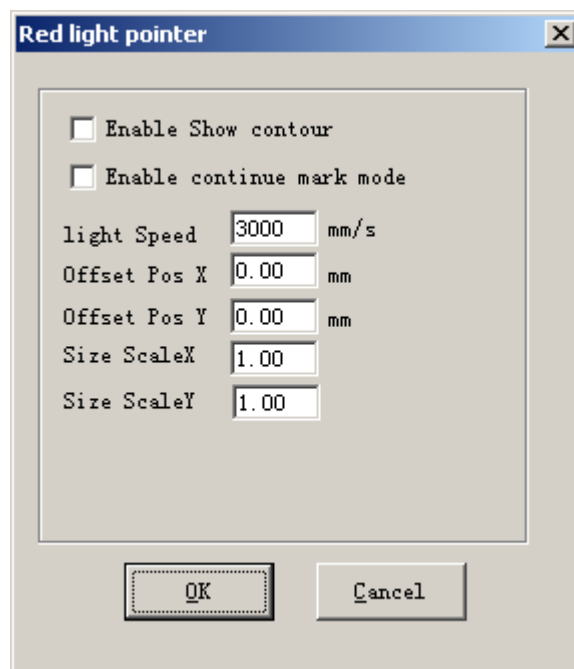 Red light pointer
Enable Show contour
Enable continue mark mode
light Speed 3000 mm/s
Offset Pos X 0.00 mm
Offset Pos Y 0.00 mm
Size ScaleX 1.00
Size ScaleY 1.00
OK Cancel